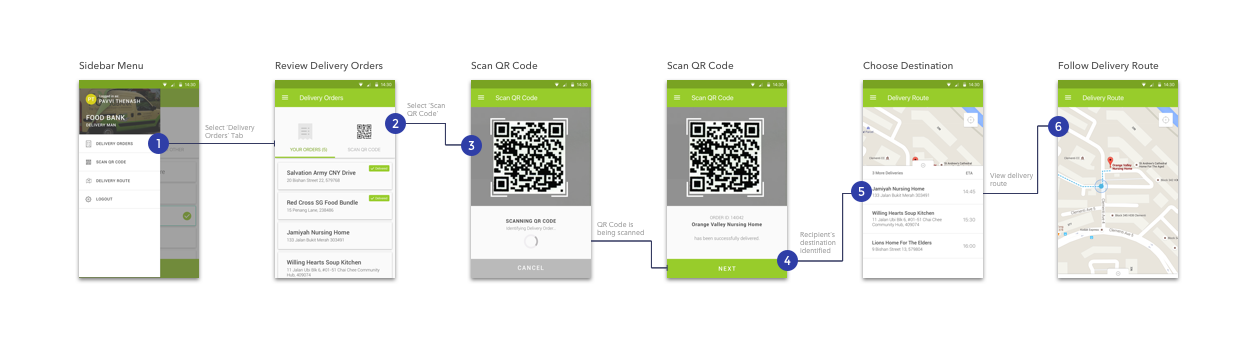 Sidebar Menu
Review Delivery Orders
Scan QR Code
Scan QR Code
Choose Destination
Follow Delivery Route
14:30
PAVVI THENASH
FOOD BANK
DELIVERY MAN
DELIVERY ORDERS
SCAN QR CODE
DELIVERY ROUTE
LOGOUT
1
Select 'Delivery
Orders' Tab
14:30
Delivery Orders
YOUR ORDERS (5)
SCAN QR CODE
Salvation Army CNY Drive
20 Bishan Street 22, 579768
Red Cross SG Food Bundle
15 Penang Lane, 238486
Jamiyah Nursing Home
133 Jalan Bukit Merah 303491
Willing Hearts Soup Kitchen
11 Jalan Ubi Blk 6, #01-51 Chai Chee Community
Hub, 409074
2
Select 'Scan
QR Code'
3
14:30
Scan QR Code
SCANNING QR CODE
Identifying Delivery Order...
CANCEL
QR Code is
being scanned
14:30
Scan QR Code
ORDER ID: 14042
Orange Valley Nursing Home
has been successfully delivered.
NEXT
4
Recipient's
destination
identified
5
14:30
Delivery Route
3 More Deliveries
ETA
Jamiyah Nursing Home
133 Jalan Bukit Merah 303491
14:45
Willing Hearts Soup Kitchen
11 Jalan Ubi Blk 6, #01-51 Chai Chee
Community Hub, 409074
15:30
Lions Home For The Elders
9 Bishan Street 13, 579804
16:00
View delivery
route
6
14:30
Delivery Route
Orange Valley
Nursing Home